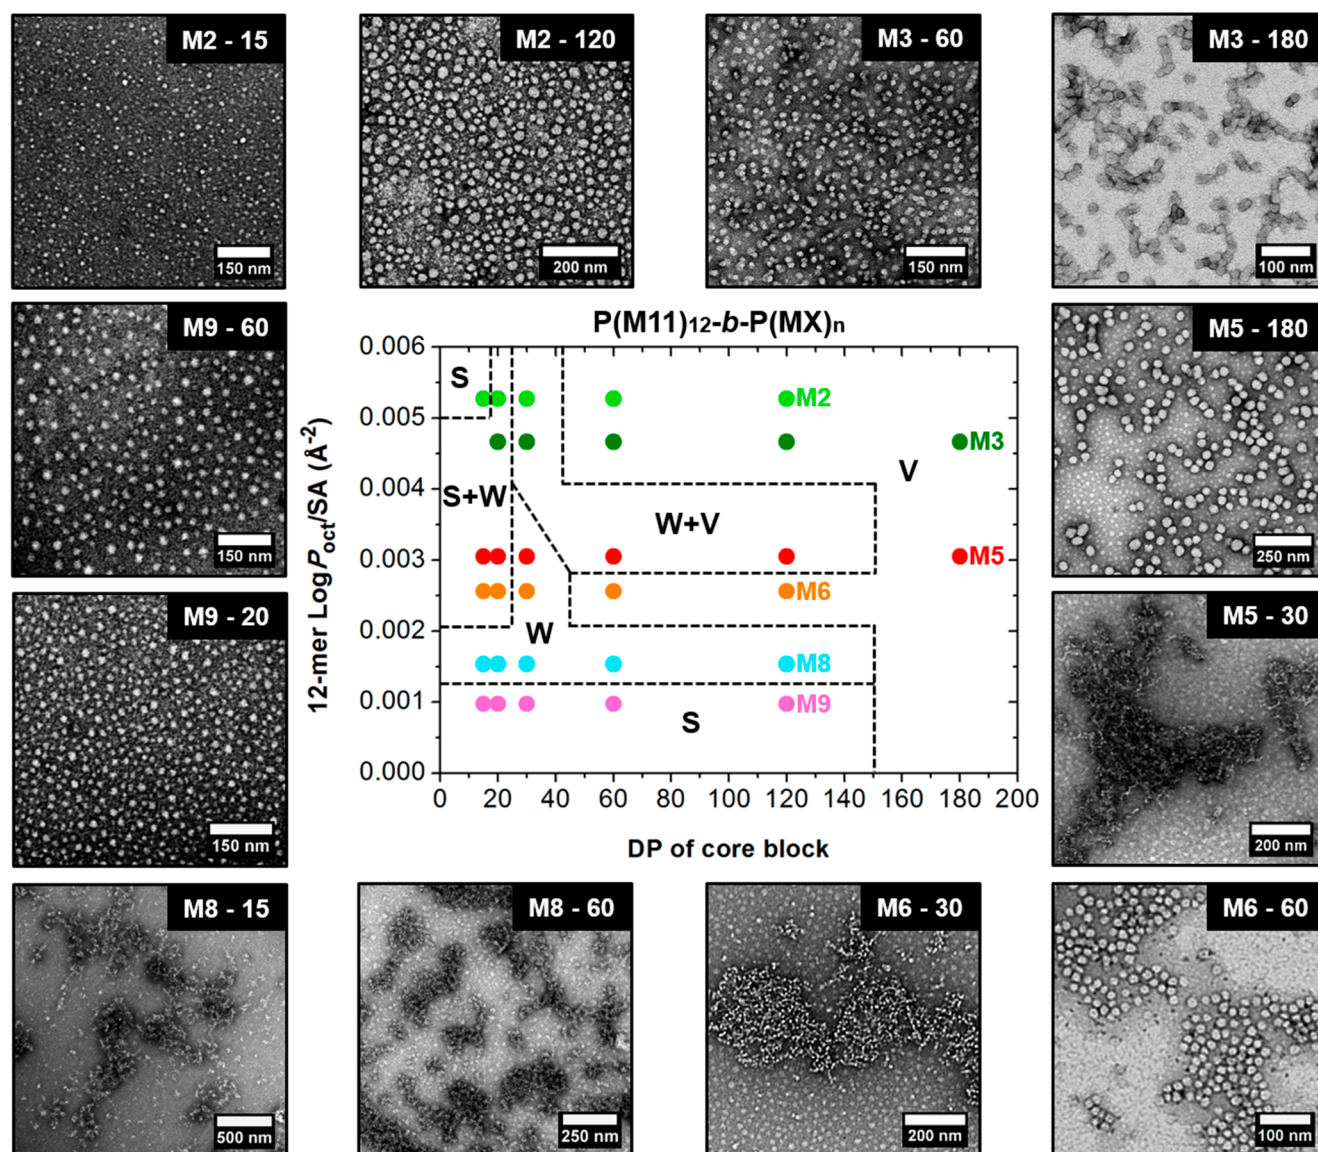 M2 - 15
150 nm
M2 - 120
200 nm
M3 - 60
150 nm
M3 - 180
100 nm
M9 - 60
150 nm
M9 - 20
150 nm
P(M11)12-b-P(MX)n
12-mer LogPoct/SA (Å-2)
0.006
0.005
0.004
0.003
0.002
0.001
0.000
S
M2
M3
V
S+W
W+V
M5
M6
W
M8
M9
S
0 20 40 60 80 100 120 140 160 180 200
DP of core block
M5 - 180
250 nm
M5 - 30
200 nm
M8 - 15
500 nm
M8 - 60
250 nm
M6 - 30
200 nm
M6 - 60
100 nm